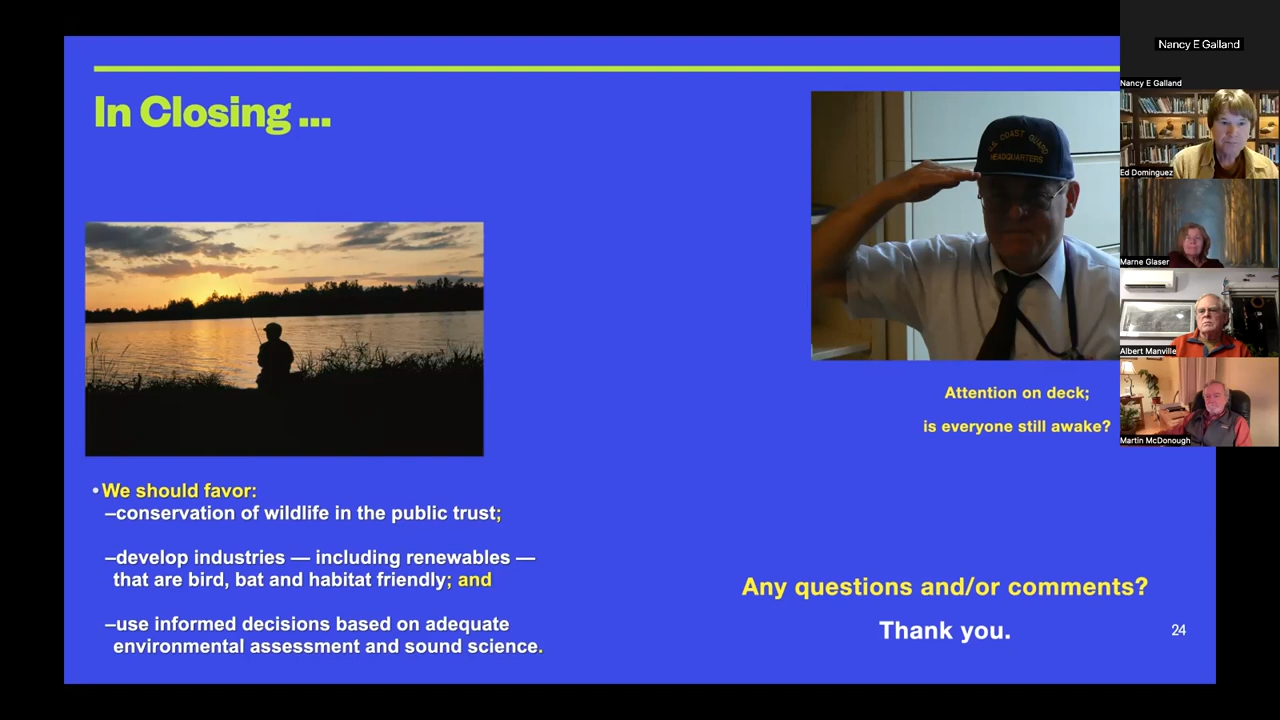 In Closing ...
U.S. COAST GUARD
HEADQUARTERS
Attention on deck;
is everyone still awake?
•We should favor:
–conservation of wildlife in the public trust;
–develop industries — including renewables —
that are bird, bat and habitat friendly; and
–use informed decisions based on adequate
environmental assessment and sound science.
Any questions and/or comments?
Thank you.
24
Nancy E Galland
Nancy E Galland
Ed Dominguez
Marne Glaser
Albert Manville
Martin McDonough